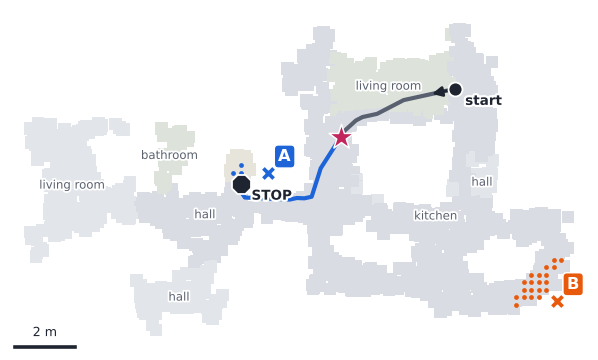 living room
start
A
bathroom
living room
STOP
hall
hall
kitchen
hall
B
2 m